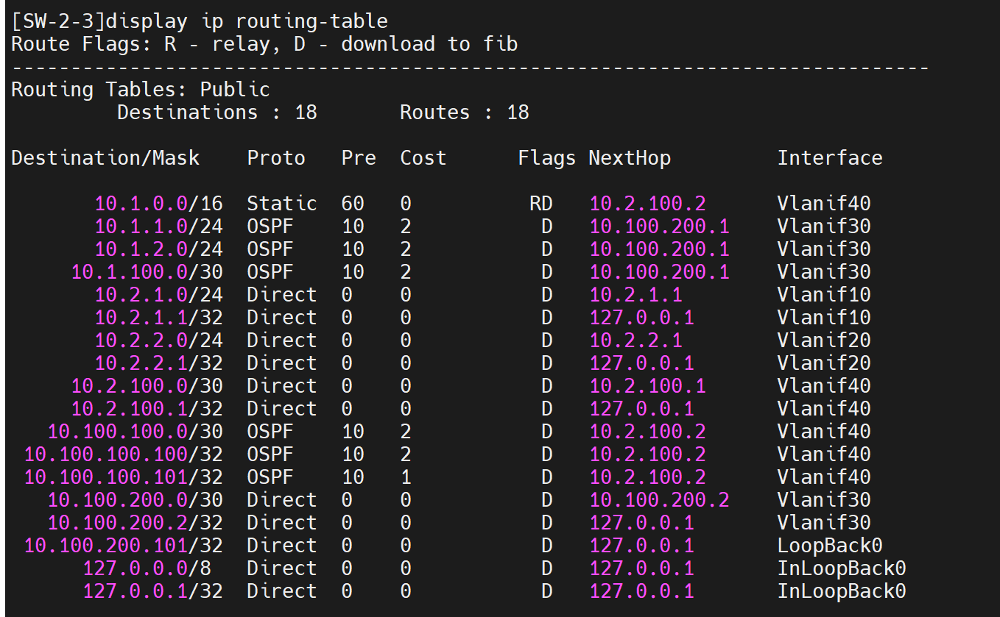 [SW-2-3]display ip routing-table
Route Flags: R - relay, D - download to fib
------------------------------------------------------------------------------
Routing Tables: Public
         Destinations : 18       Routes : 18

Destination/Mask    Proto   Pre  Cost      Flags NextHop         Interface

       10.1.0.0/16  Static  60   0          RD   10.2.100.2      Vlanif40
       10.1.1.0/24  OSPF    10   2           D   10.100.200.1    Vlanif30
       10.1.2.0/24  OSPF    10   2           D   10.100.200.1    Vlanif30
     10.1.100.0/30  OSPF    10   2           D   10.100.200.1    Vlanif30
       10.2.1.0/24  Direct  0    0           D   10.2.1.1        Vlanif10
       10.2.1.1/32  Direct  0    0           D   127.0.0.1       Vlanif10
       10.2.2.0/24  Direct  0    0           D   10.2.2.1        Vlanif20
       10.2.2.1/32  Direct  0    0           D   127.0.0.1       Vlanif20
     10.2.100.0/30  Direct  0    0           D   10.2.100.1      Vlanif40
     10.2.100.1/32  Direct  0    0           D   127.0.0.1       Vlanif40
   10.100.100.0/30  OSPF    10   2           D   10.2.100.2      Vlanif40
 10.100.100.100/32  OSPF    10   2           D   10.2.100.2      Vlanif40
 10.100.100.101/32  OSPF    10   1           D   10.2.100.2      Vlanif40
   10.100.200.0/30  Direct  0    0           D   10.100.200.2    Vlanif30
   10.100.200.2/32  Direct  0    0           D   127.0.0.1       Vlanif30
 10.100.200.101/32  Direct  0    0           D   127.0.0.1       LoopBack0
      127.0.0.0/8   Direct  0    0           D   127.0.0.1       InLoopBack0
      127.0.0.1/32  Direct  0    0           D   127.0.0.1       InLoopBack0